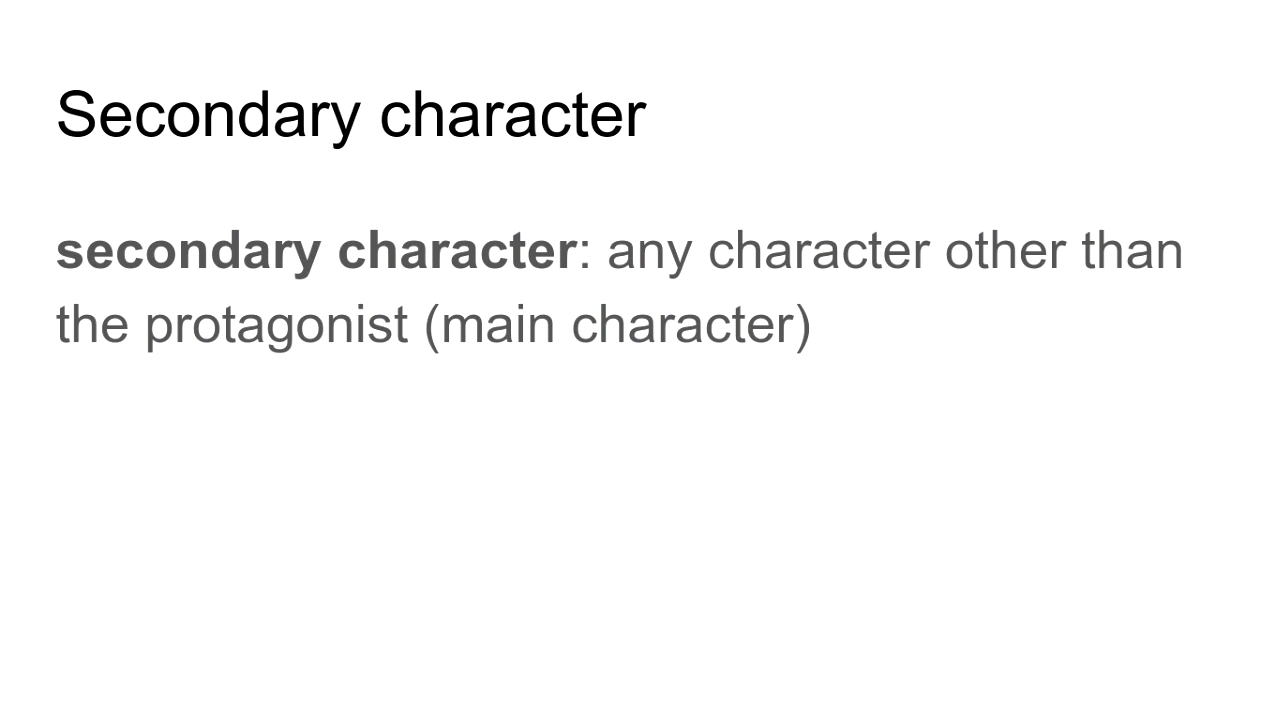 Secondary character
secondary character: any character other than
the protagonist (main character)